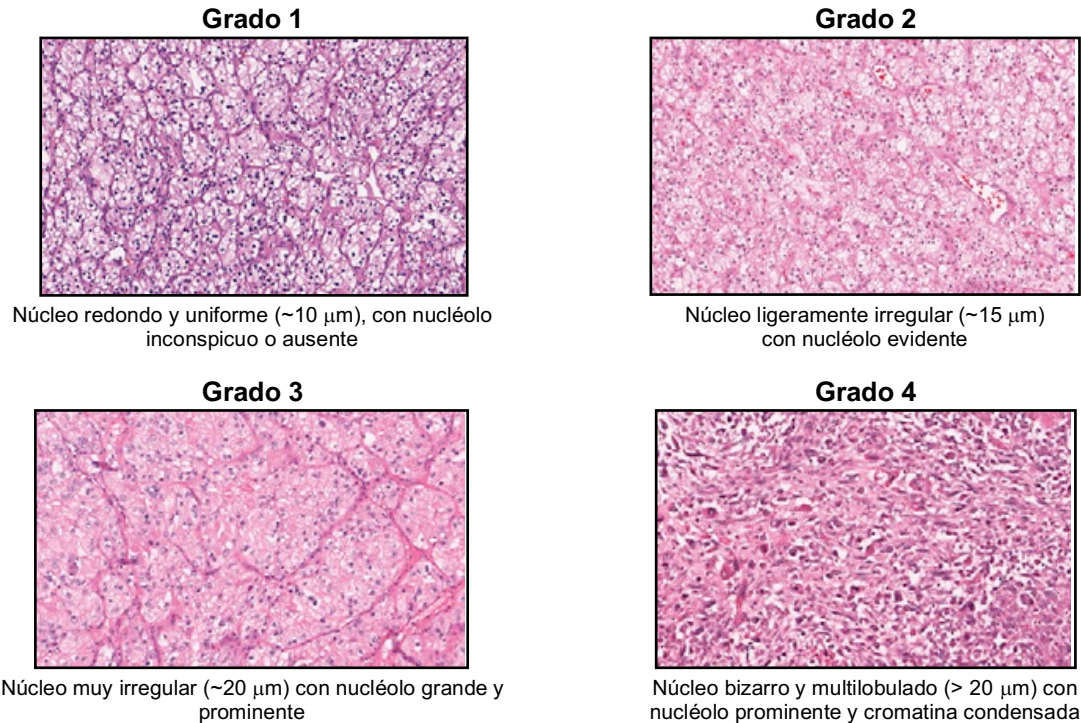 Grado 1
Núcleo redondo y uniforme (~10 μm), con nucléolo
inconspicuo o ausente
Grado 2
Núcleo ligeramente irregular (~15 μm)
con nucléolo evidente
Grado 3
Núcleo muy irregular (~20 μm) con nucléolo grande y
prominente
Grado 4
Núcleo bizarro y multilobulado (> 20 μm) con
nucléolo prominente y cromatina condensada